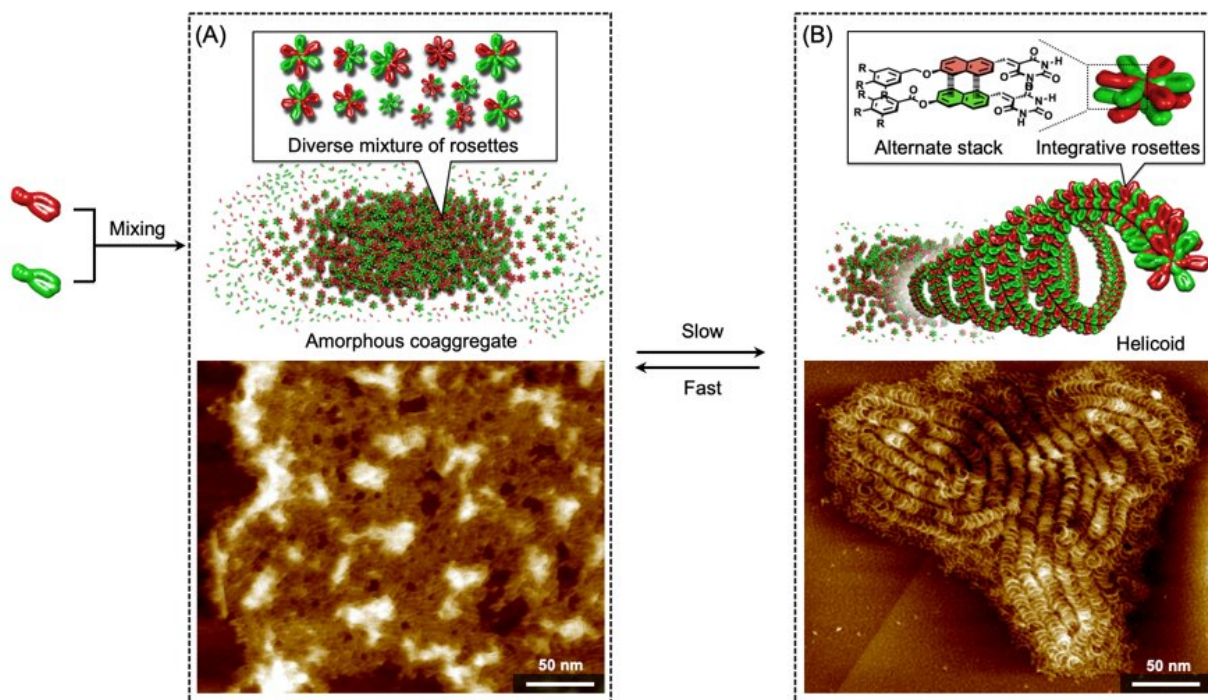 (A)
Diverse mixture of rosettes
Mixing
Amorphous coaggregate
50 nm
Slow
Fast
(B)
R
R
R
O
O
O
N-H
N
H
O
R
R
R
O
O
O
O
N-H
N
H
O
Alternate stack
Integrative rosettes
Helicoid
50 nm